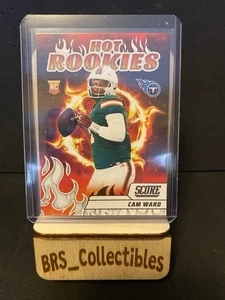 HOT
ROOKIES
RC
SCORE
CAM WARD
BRS_Collectibles